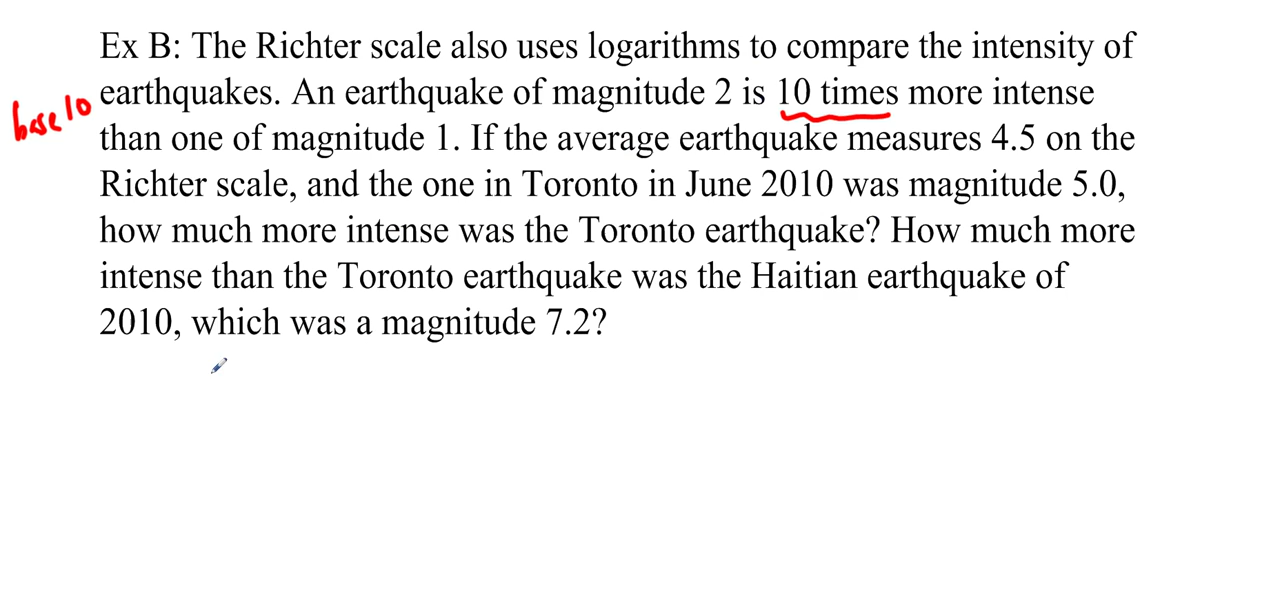 Ex B: The Richter scale also uses logarithms to compare the intensity of
base 10 earthquakes. An earthquake of magnitude 2 is 10 times more intense
than one of magnitude 1. If the average earthquake measures 4.5 on the
Richter scale, and the one in Toronto in June 2010 was magnitude 5.0,
how much more intense was the Toronto earthquake? How much more
intense than the Toronto earthquake was the Haitian earthquake of
2010, which was a magnitude 7.2?